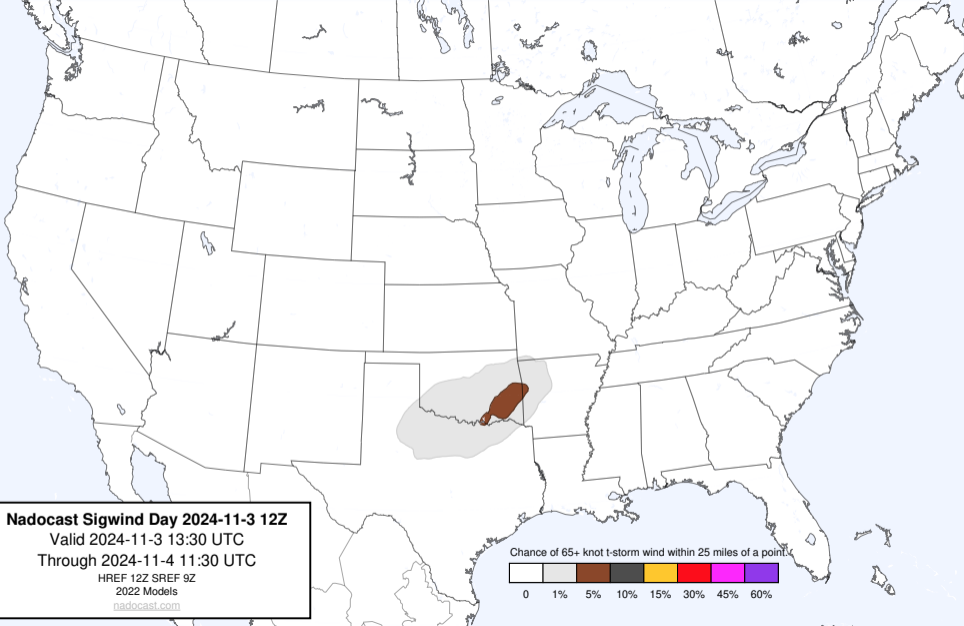 Nadocast Sigwind Day 2024-11-3 12Z
Valid 2024-11-3 13:30 UTC
Through 2024-11-4 11:30 UTC
HREF 12Z SREF 9Z
2022 Models
nadocast.com
Chance of 65+ knot t-storm wind within 25 miles of a point.
0 1% 5% 10% 15% 30% 45% 60%